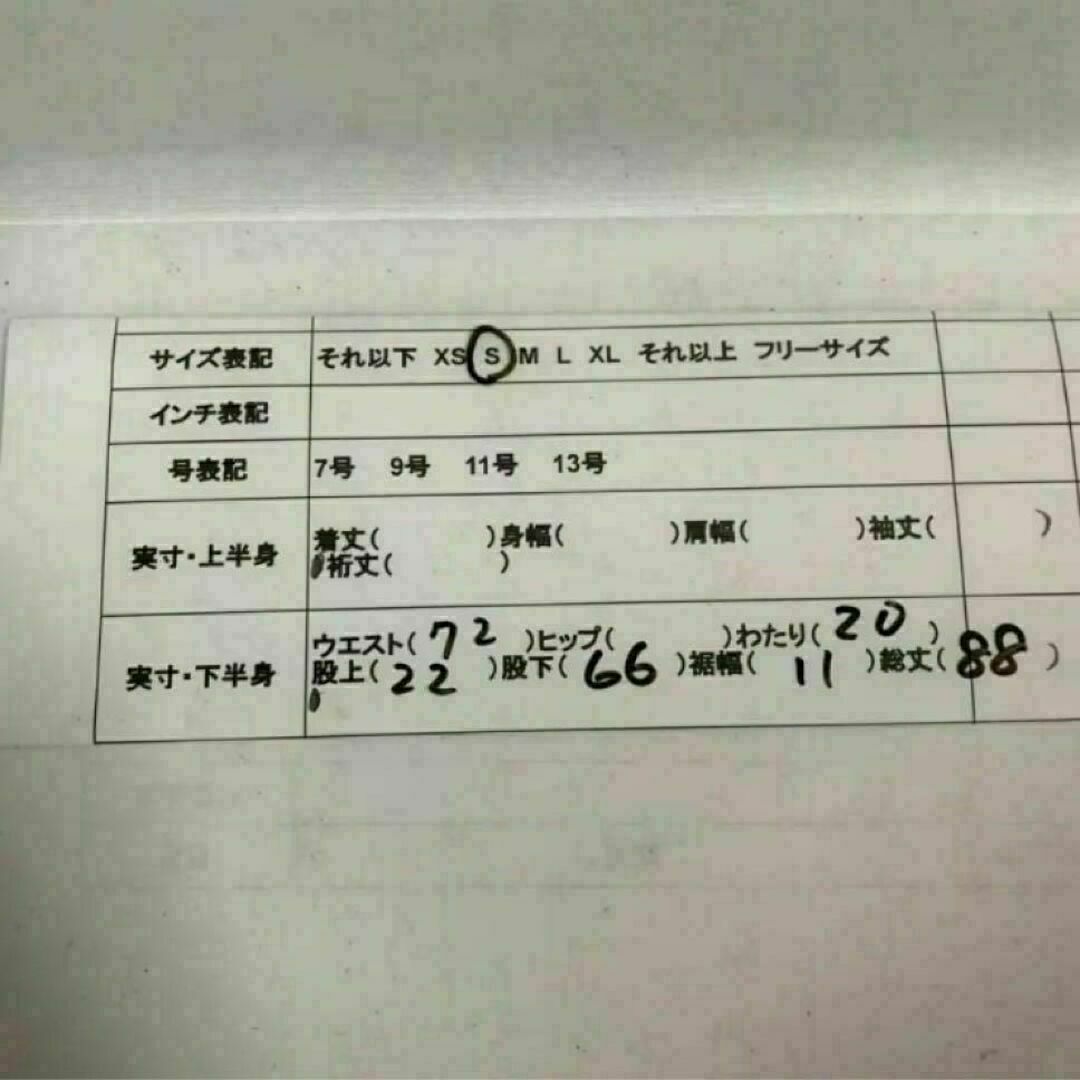 サイズ表記 それ以下 XS S M L XL それ以上 フリーサイズ
インチ表記
号表記 7号 9号 11号 13号
実寸・上半身 着丈( )身幅( )肩幅( )袖丈( )
裄丈( )
実寸・下半身 ウエスト( 72 )ヒップ( )わたり( 20 )
股上( 22 )股下( 66 )裾幅( 11 )総丈( 88 )